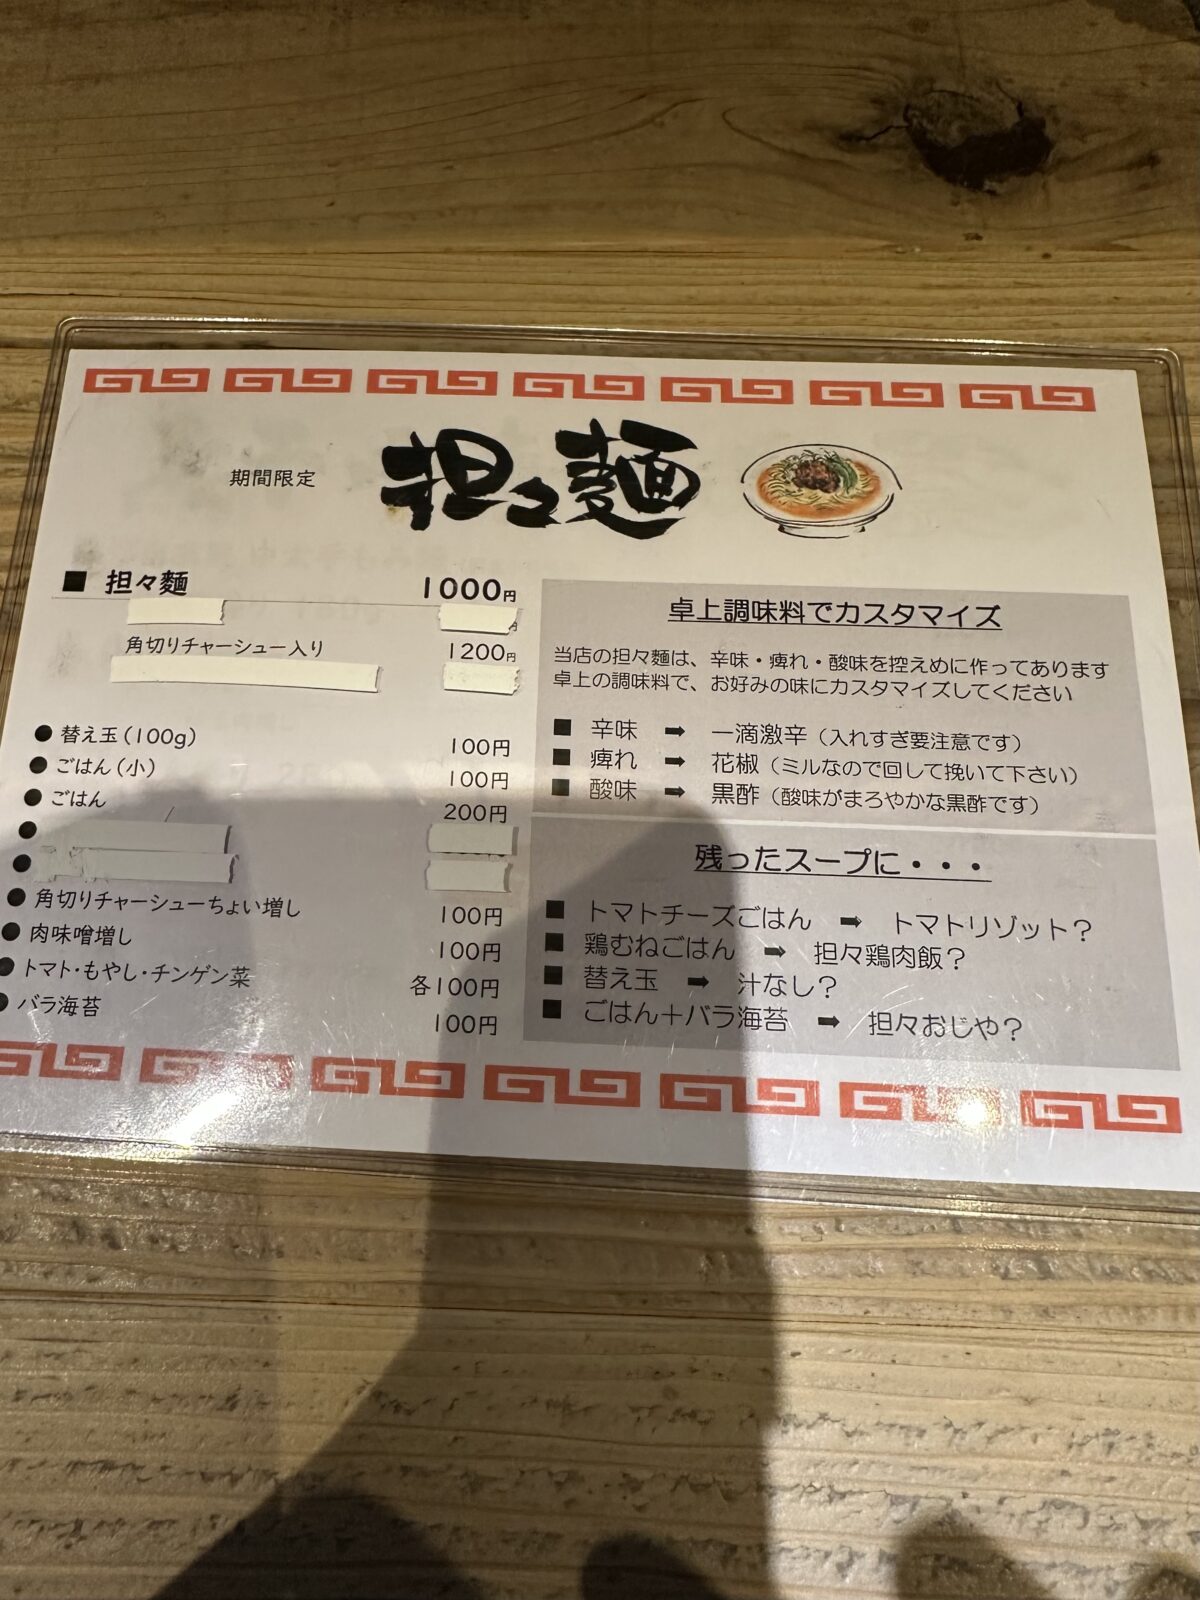 期間限定
担々麺
■ 担々麺 1000円
角切りチャーシュー入り 1200円
● 替え玉(100g) 100円
● ごはん(小) 100円
● ごはん 200円
●
●
● 角切りチャーシューちょい増し 100円
● 肉味噌増し 100円
● トマト・もやし・チンゲン菜 各100円
● バラ海苔 100円
卓上調味料でカスタマイズ
当店の担々麺は、辛味・痺れ・酸味を控えめに作ってあります
卓上の調味料で、お好みの味にカスタマイズしてください
■ 辛味 ➡ 一滴激辛(入れすぎ要注意です)
■ 痺れ ➡ 花椒(ミルなので回して挽いて下さい)
■ 酸味 ➡ 黒酢(酸味がまろやかな黒酢です)
残ったスープに・・・
■ トマトチーズごはん ➡ トマトリゾット?
■ 鶏むねごはん ➡ 担々鶏肉飯?
■ 替え玉 ➡ 汁なし?
■ ごはん+バラ海苔 ➡ 担々おじや?